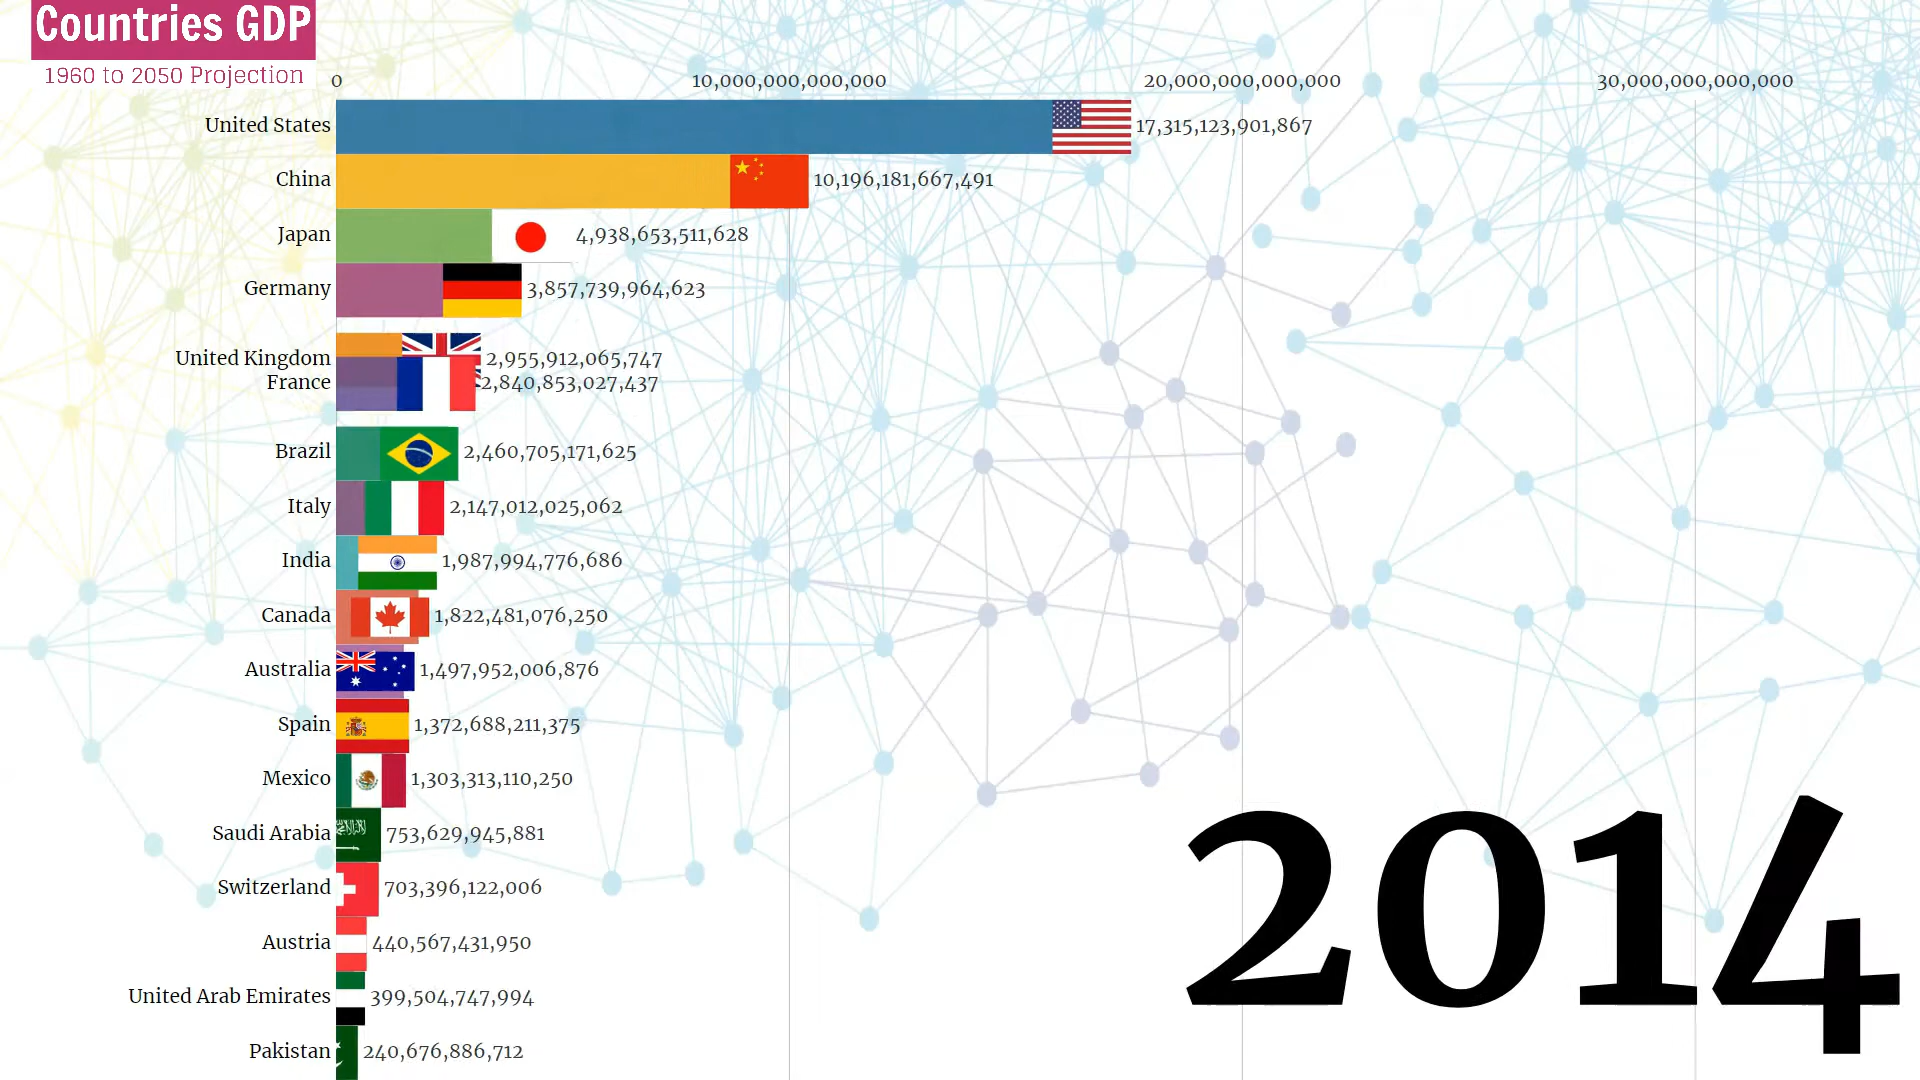 Countries GDP
1960 to 2050 Projection
0 10,000,000,000,000 20,000,000,000,000 30,000,000,000,000
United States 17,315,123,901,867
China 10,196,181,667,491
Japan 4,938,653,511,628
Germany 3,857,739,964,623
United Kingdom 2,955,912,065,747
France 2,840,853,027,437
Brazil 2,460,705,171,625
Italy 2,147,012,025,062
India 1,987,994,776,686
Canada 1,822,481,076,250
Australia 1,497,952,006,876
Spain 1,372,688,211,375
Mexico 1,303,313,110,250
Saudi Arabia 753,629,945,881
Switzerland 703,396,122,006
Austria 440,567,431,950
United Arab Emirates 399,504,747,994
Pakistan 240,676,886,712
2014